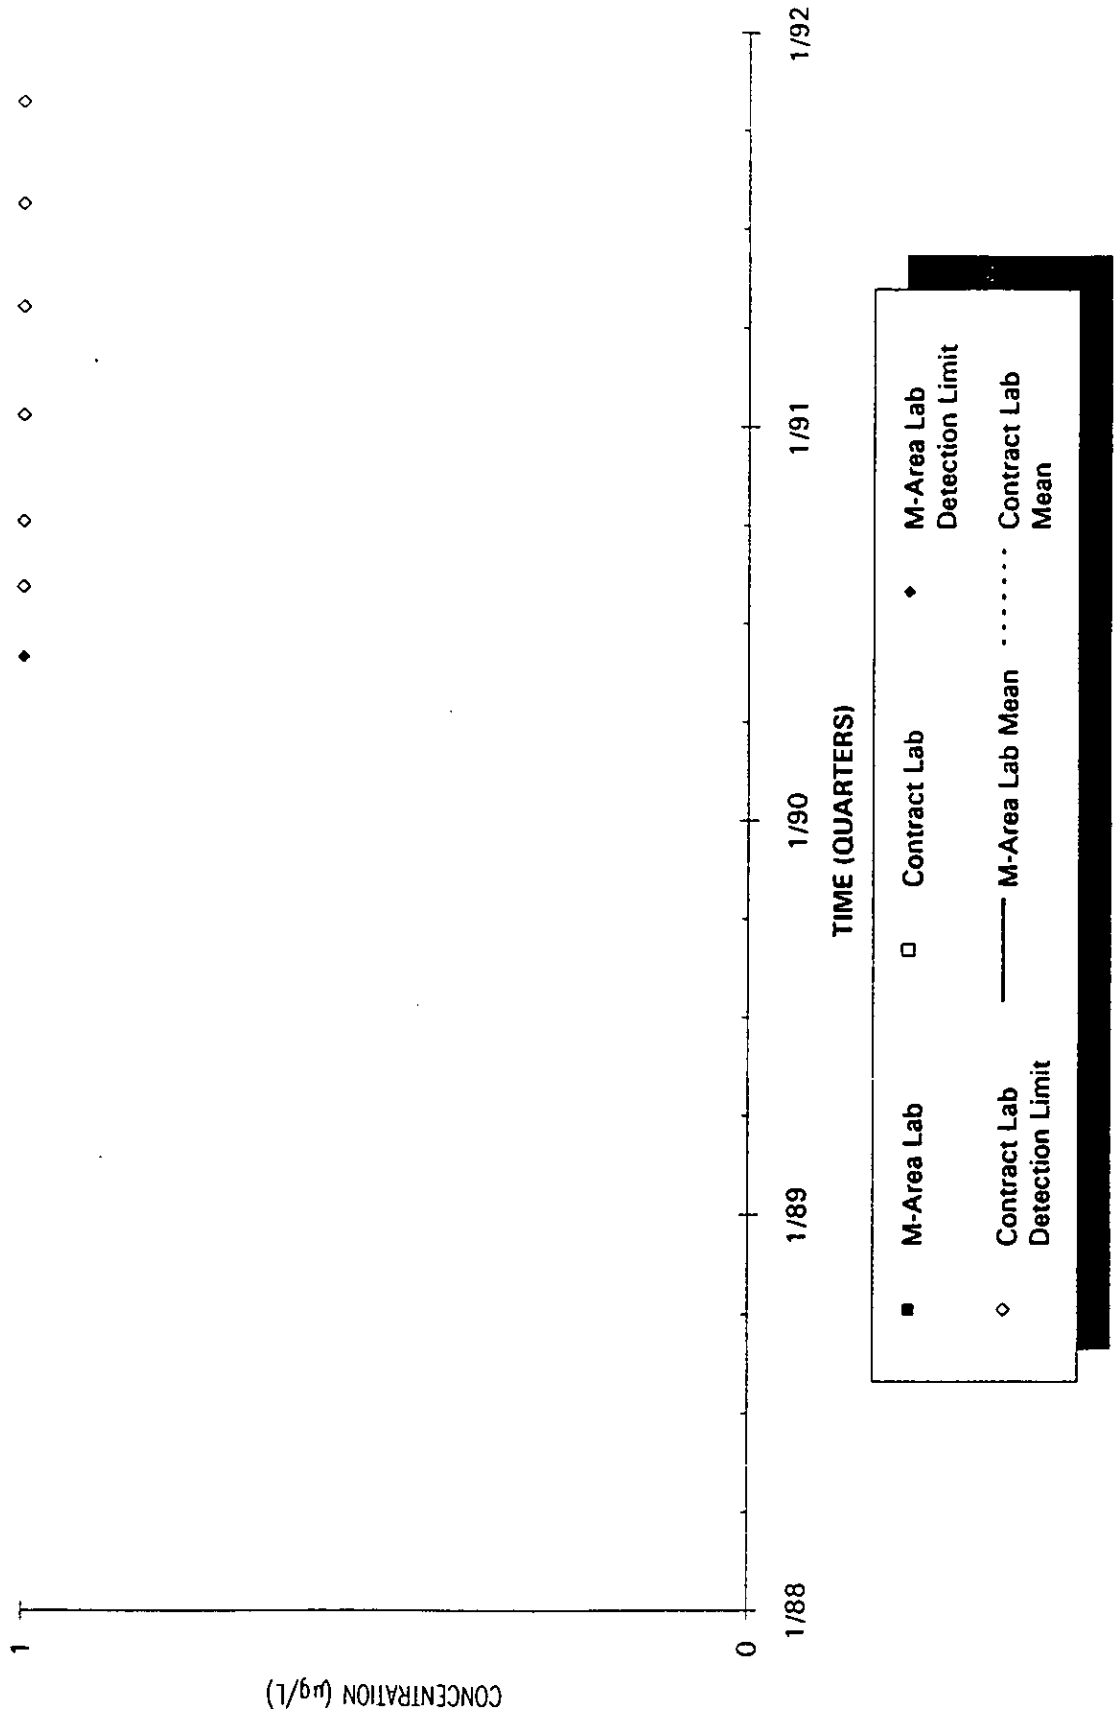 CONCENTRATION (µg/L)
1
0
1/88
1/89
1/90
1/91
1/92
TIME (QUARTERS)
M-Area Lab
Contract Lab
M-Area Lab
Detection Limit
Contract Lab
Detection Limit
M-Area Lab Mean
Contract Lab
Mean